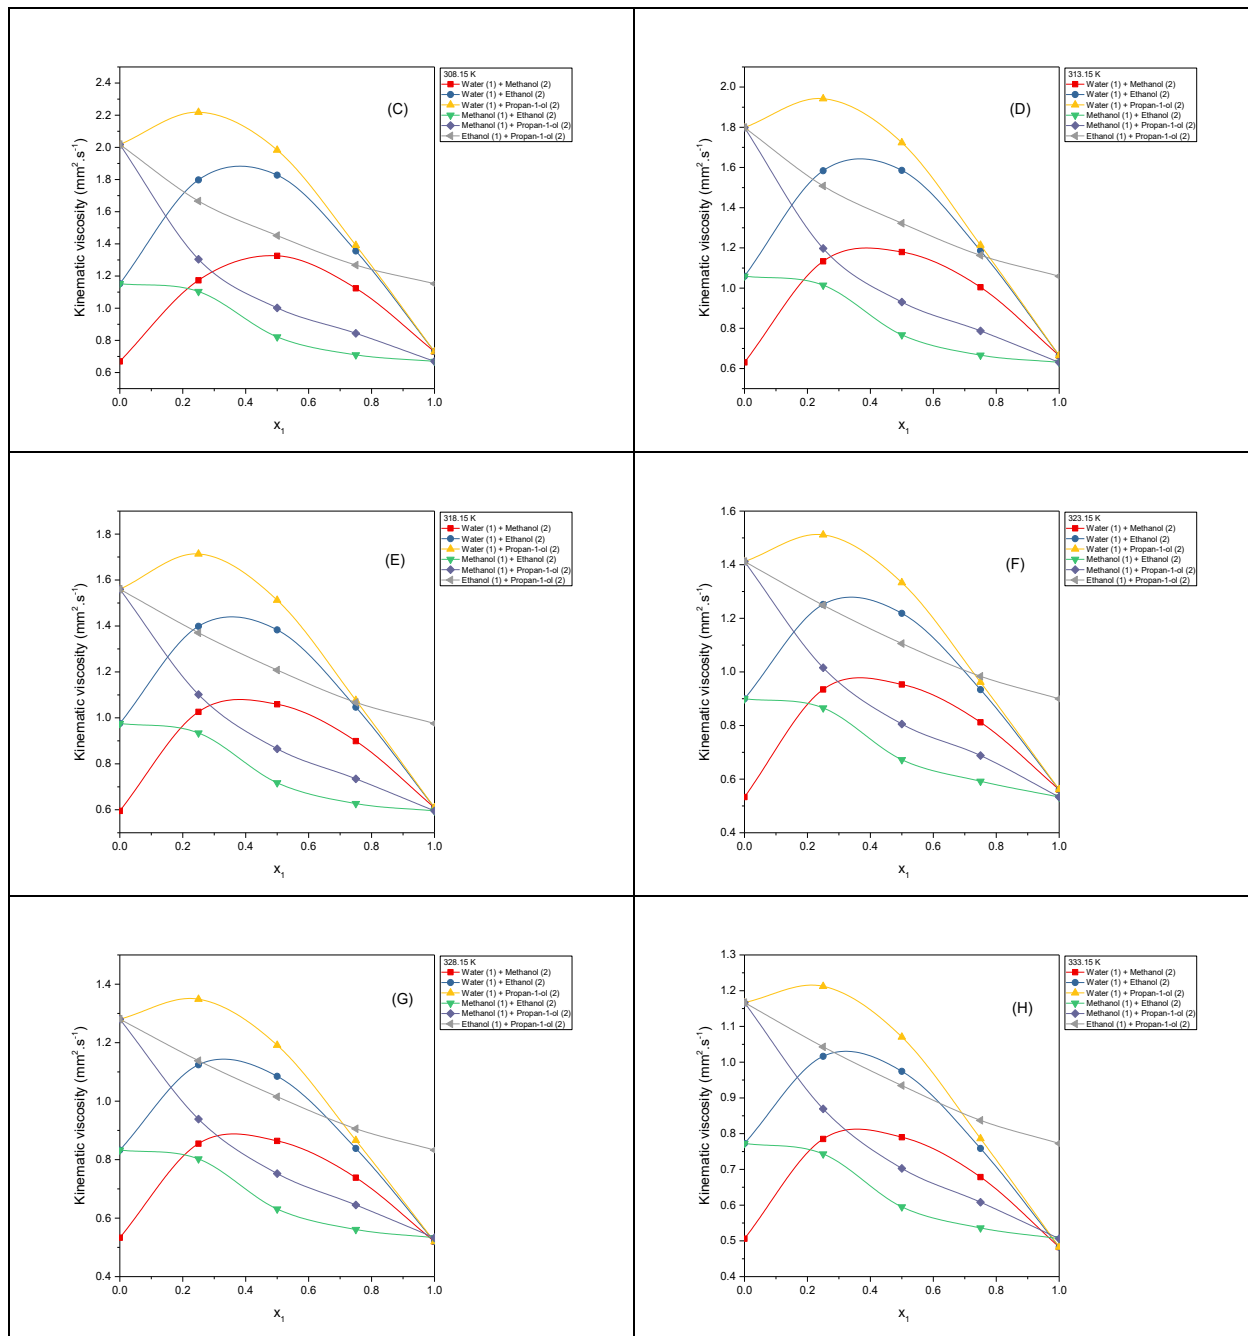 308.15 K
Water (1) + Methanol (2)
Water (1) + Ethanol (2)
Water (1) + Propan-1-ol (2)
Methanol (1) + Ethanol (2)
Methanol (1) + Propan-1-ol (2)
Ethanol (1) + Propan-1-ol (2)
(C)
Kinematic viscosity (mm².s⁻¹)
2.4
2.2
2.0
1.8
1.6
1.4
1.2
1.0
0.8
0.6
0.0 0.2 0.4 0.6 0.8 1.0
x₁
313.15 K
Water (1) + Methanol (2)
Water (1) + Ethanol (2)
Water (1) + Propan-1-ol (2)
Methanol (1) + Ethanol (2)
Methanol (1) + Propan-1-ol (2)
Ethanol (1) + Propan-1-ol (2)
(D)
Kinematic viscosity (mm².s⁻¹)
2.0
1.8
1.6
1.4
1.2
1.0
0.8
0.6
0.0 0.2 0.4 0.6 0.8 1.0
x₁
318.15 K
Water (1) + Methanol (2)
Water (1) + Ethanol (2)
Water (1) + Propan-1-ol (2)
Methanol (1) + Ethanol (2)
Methanol (1) + Propan-1-ol (2)
Ethanol (1) + Propan-1-ol (2)
(E)
Kinematic viscosity (mm².s⁻¹)
1.8
1.6
1.4
1.2
1.0
0.8
0.6
0.0 0.2 0.4 0.6 0.8 1.0
x₁
323.15 K
Water (1) + Methanol (2)
Water (1) + Ethanol (2)
Water (1) + Propan-1-ol (2)
Methanol (1) + Ethanol (2)
Methanol (1) + Propan-1-ol (2)
Ethanol (1) + Propan-1-ol (2)
(F)
Kinematic viscosity (mm².s⁻¹)
1.6
1.4
1.2
1.0
0.8
0.6
0.4
0.0 0.2 0.4 0.6 0.8 1.0
x₁
328.15 K
Water (1) + Methanol (2)
Water (1) + Ethanol (2)
Water (1) + Propan-1-ol (2)
Methanol (1) + Ethanol (2)
Methanol (1) + Propan-1-ol (2)
Ethanol (1) + Propan-1-ol (2)
(G)
Kinematic viscosity (mm².s⁻¹)
1.4
1.2
1.0
0.8
0.6
0.4
0.0 0.2 0.4 0.6 0.8 1.0
x₁
333.15 K
Water (1) + Methanol (2)
Water (1) + Ethanol (2)
Water (1) + Propan-1-ol (2)
Methanol (1) + Ethanol (2)
Methanol (1) + Propan-1-ol (2)
Ethanol (1) + Propan-1-ol (2)
(H)
Kinematic viscosity (mm².s⁻¹)
1.3
1.2
1.1
1.0
0.9
0.8
0.7
0.6
0.5
0.4
0.0 0.2 0.4 0.6 0.8 1.0
x₁